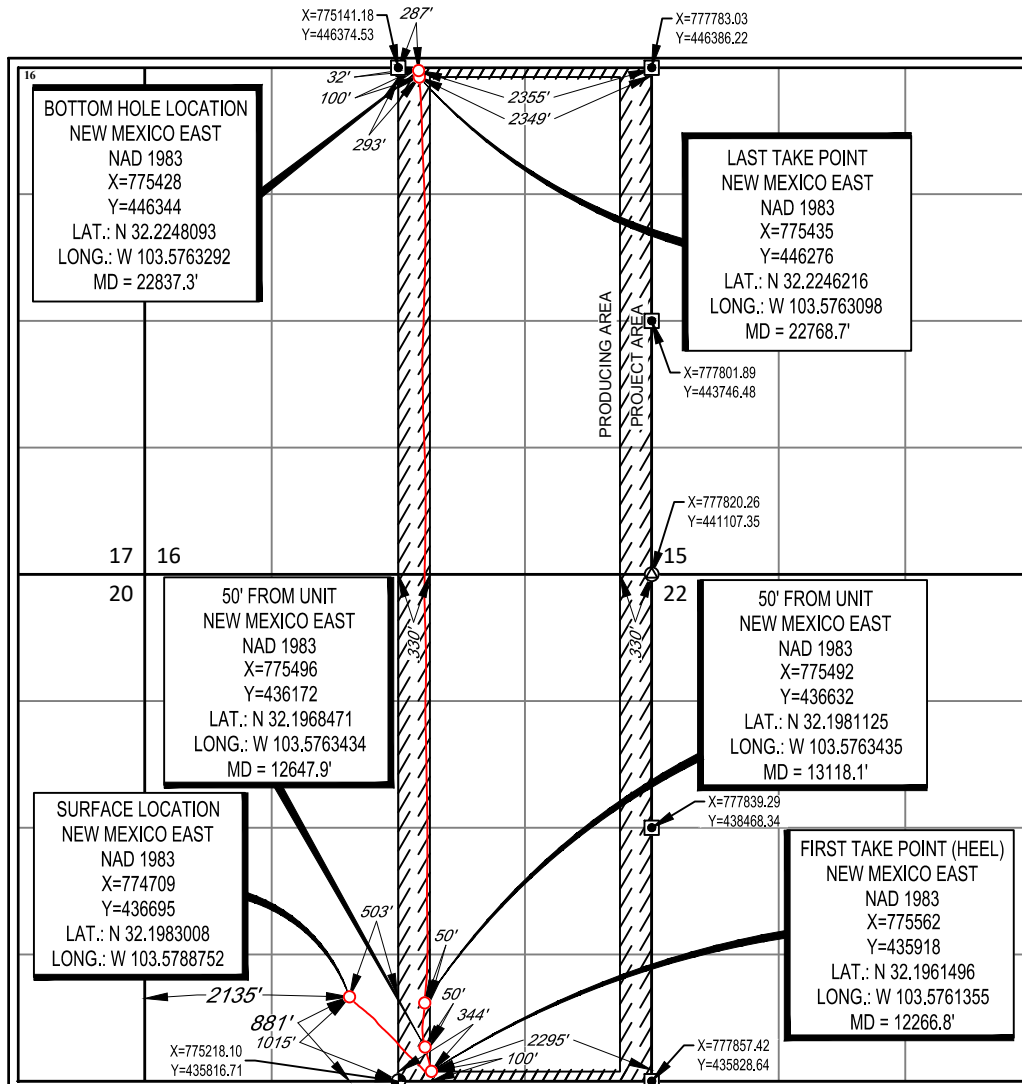 X=775141.18
Y=446374.53
287'
X=777783.03
Y=446386.22
16
32'
100'
293'
2355'
2349'
BOTTOM HOLE LOCATION
NEW MEXICO EAST
NAD 1983
X=775428
Y=446344
LAT.: N 32.2248093
LONG.: W 103.5763292
MD = 22837.3'
LAST TAKE POINT
NEW MEXICO EAST
NAD 1983
X=775435
Y=446276
LAT.: N 32.2246216
LONG.: W 103.5763098
MD = 22768.7'
PRODUCING AREA
PROJECT AREA
X=777801.89
Y=443746.48
X=777820.26
Y=441107.35
17
16
15
20
22
330'
330'
50' FROM UNIT
NEW MEXICO EAST
NAD 1983
X=775496
Y=436172
LAT.: N 32.1968471
LONG.: W 103.5763434
MD = 12647.9'
50' FROM UNIT
NEW MEXICO EAST
NAD 1983
X=775492
Y=436632
LAT.: N 32.1981125
LONG.: W 103.5763435
MD = 13118.1'
SURFACE LOCATION
NEW MEXICO EAST
NAD 1983
X=774709
Y=436695
LAT.: N 32.1983008
LONG.: W 103.5788752
X=777839.29
Y=438468.34
FIRST TAKE POINT (HEEL)
NEW MEXICO EAST
NAD 1983
X=775562
Y=435918
LAT.: N 32.1961496
LONG.: W 103.5761355
MD = 12266.8'
503'
50'
2135'
50'
344'
881'
1015'
2295'
100'
X=775218.10
Y=435816.71
X=777857.42
Y=435828.64